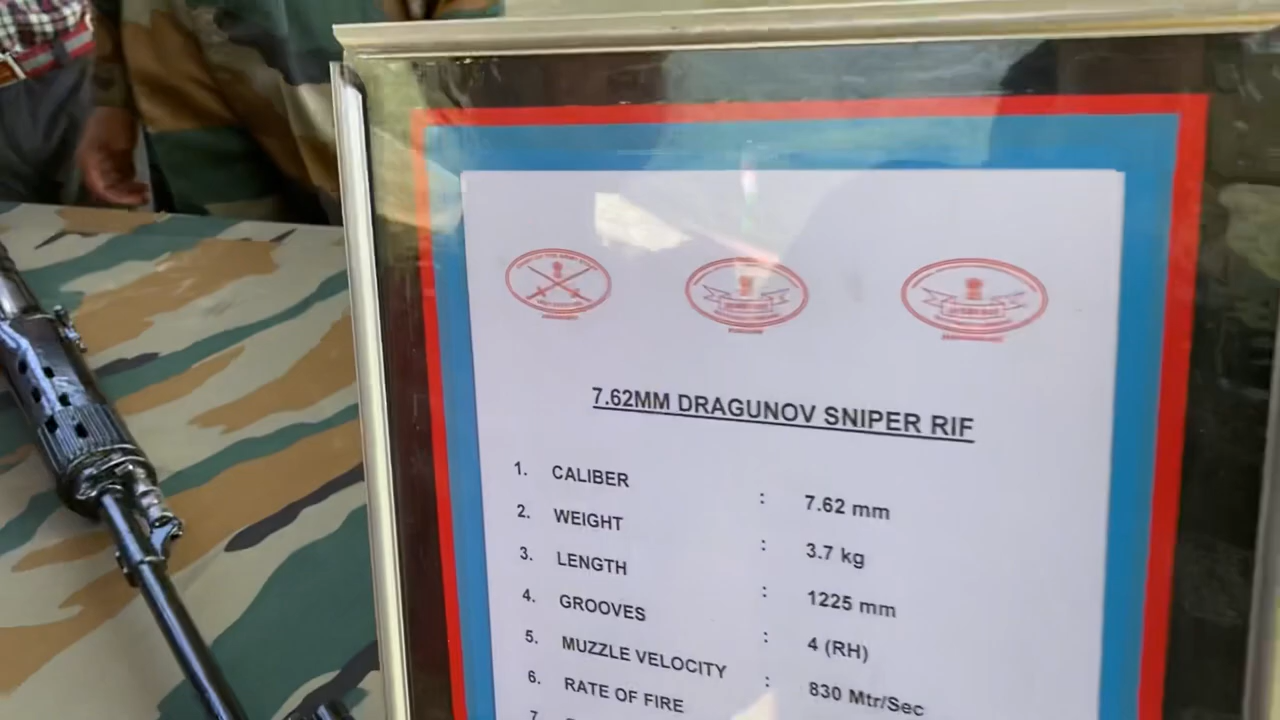 7.62MM DRAGUNOV SNIPER RIF
1. CALIBER : 7.62 mm
2. WEIGHT : 3.7 kg
3. LENGTH : 1225 mm
4. GROOVES : 4 (RH)
5. MUZZLE VELOCITY : 830 Mtr/Sec
6. RATE OF FIRE
7.